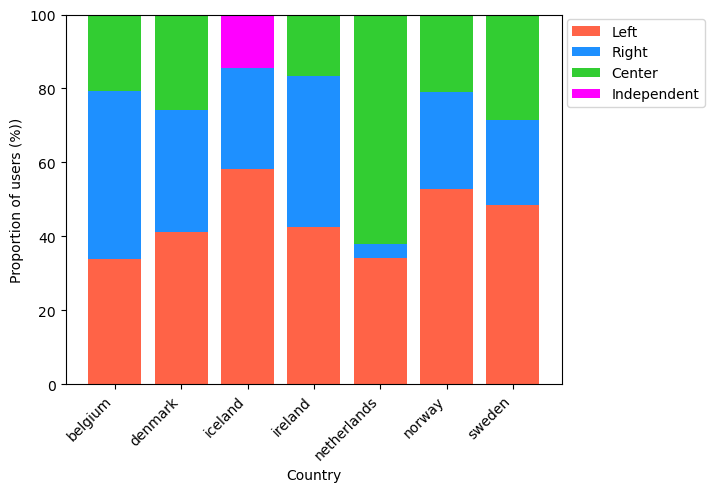 100
80
60
40
20
0
Proportion of users (%))
belgium
denmark
iceland
ireland
netherlands
norway
sweden
Country
Left
Right
Center
Independent